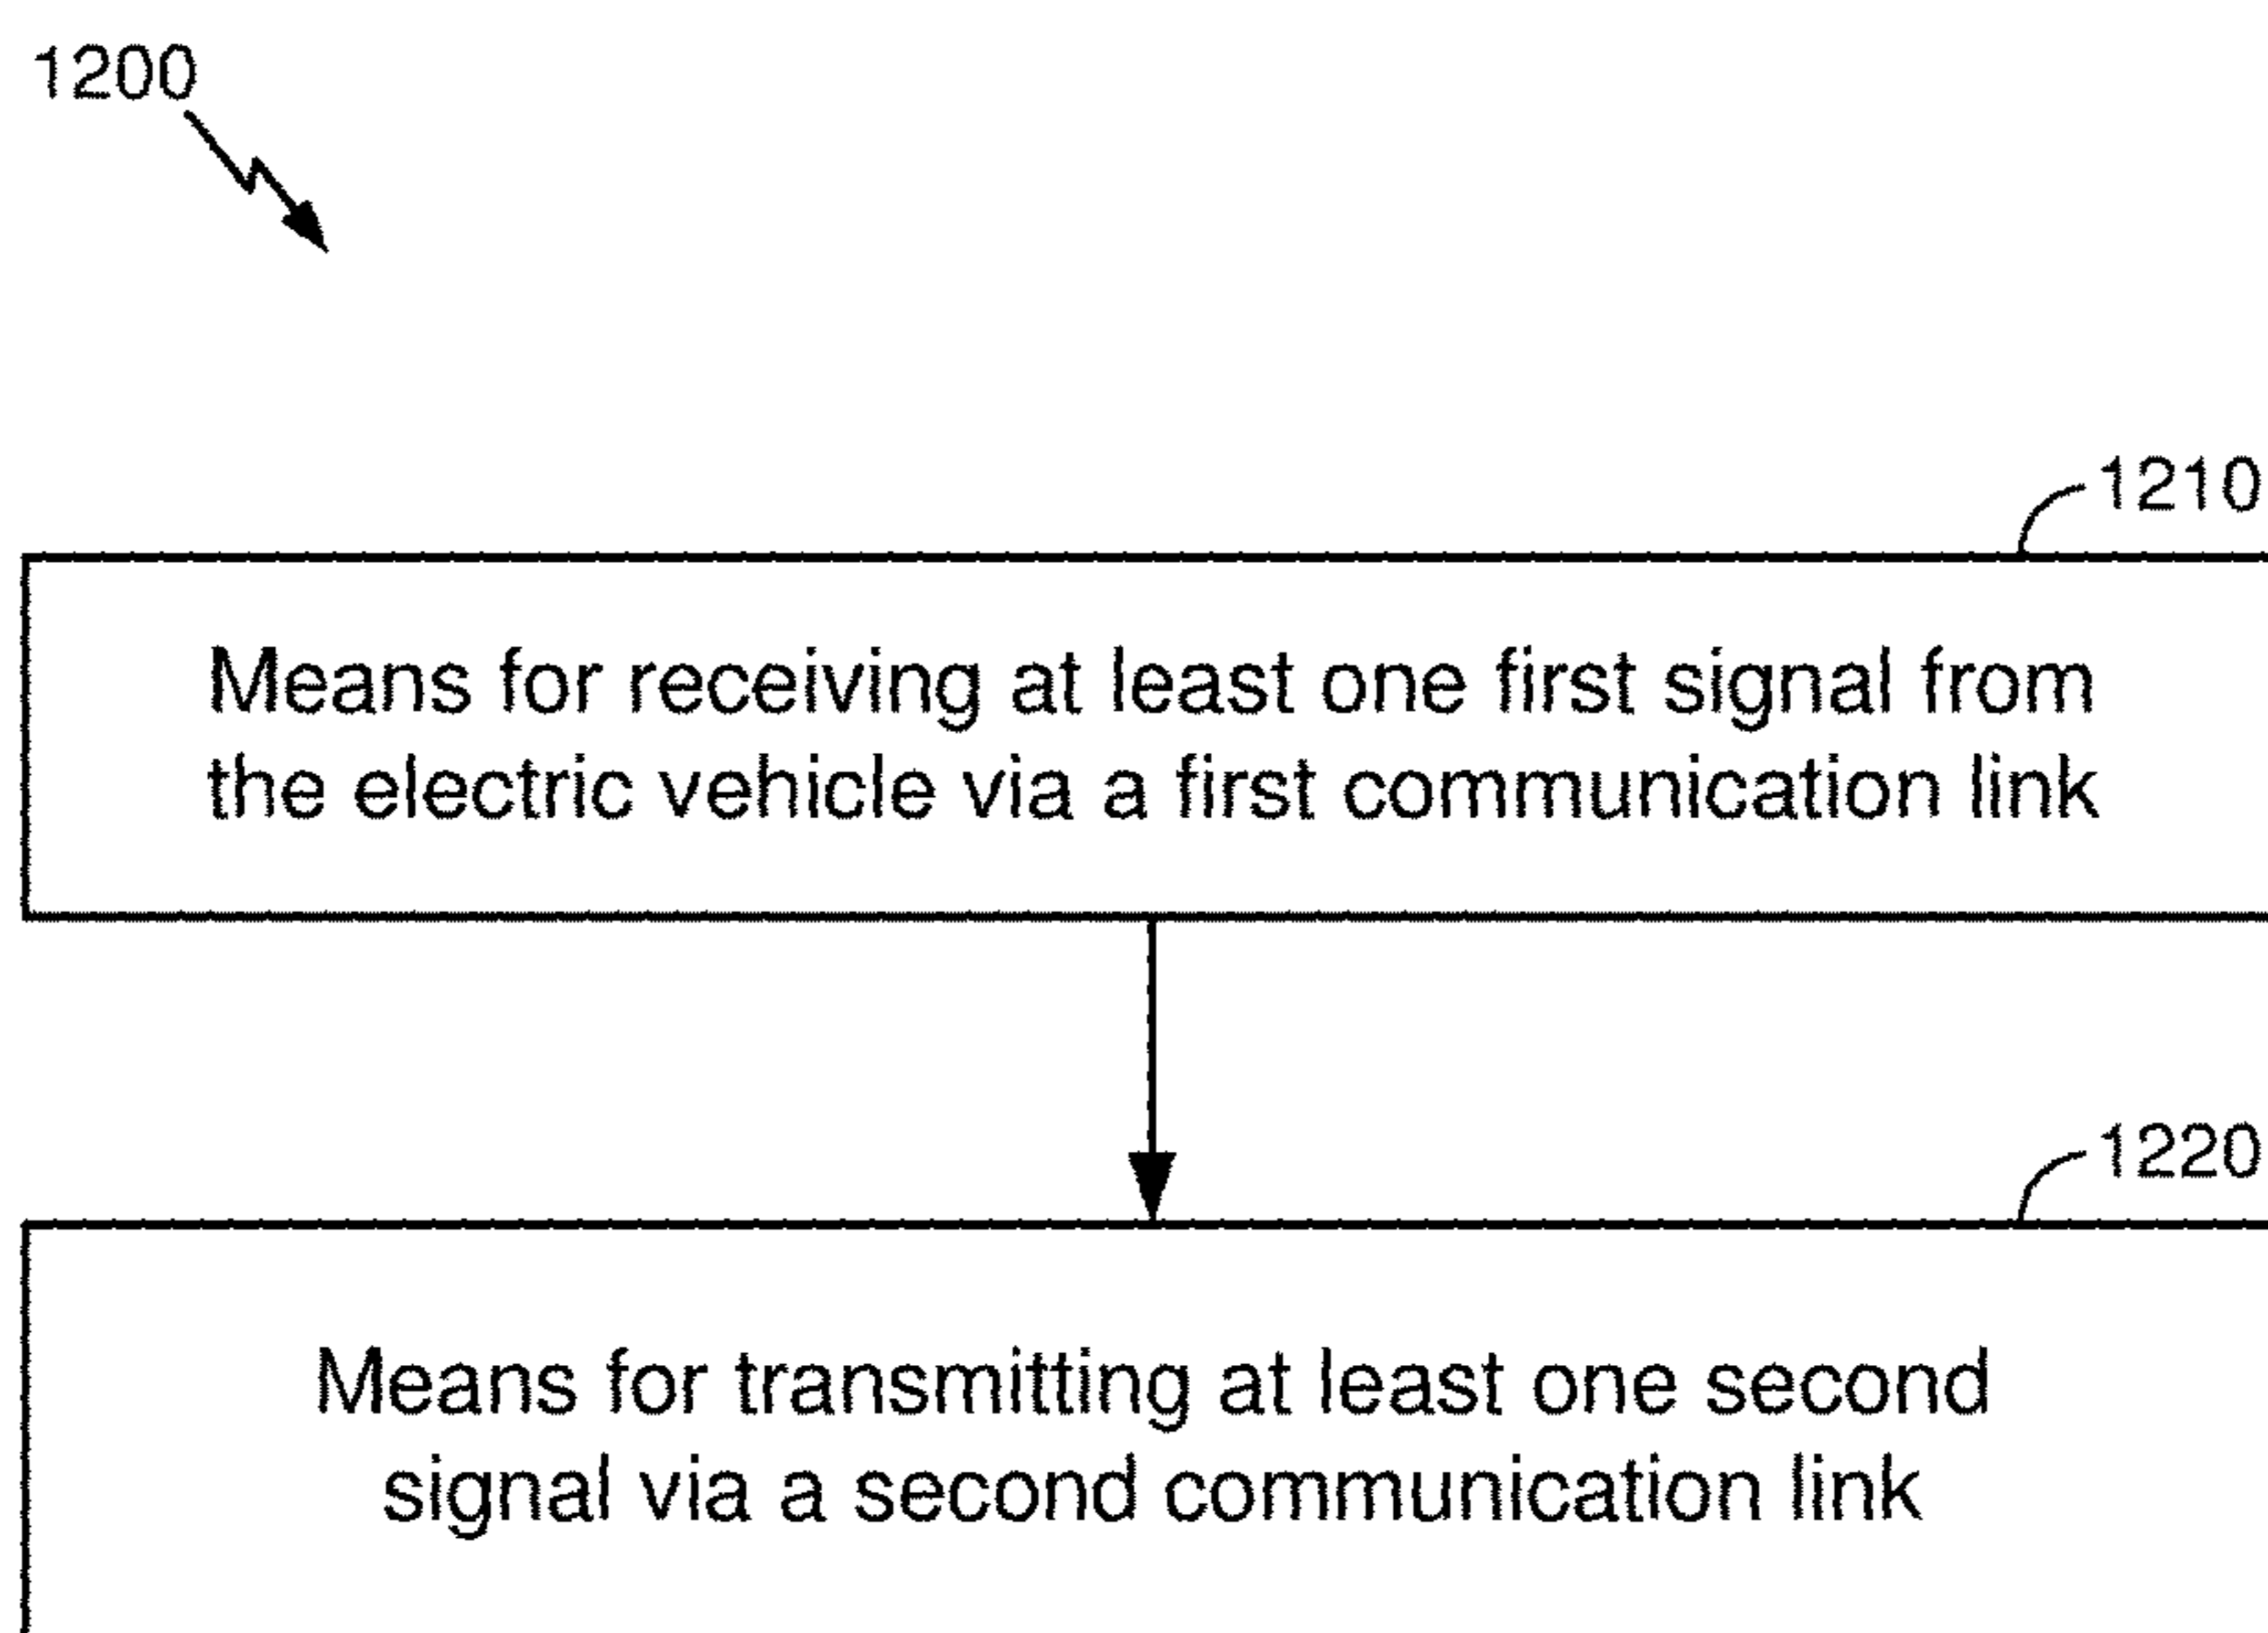 1200
1210
Means for receiving at least one first signal from
the electric vehicle via a first communication link
1220
Means for transmitting at least one second
signal via a second communication link